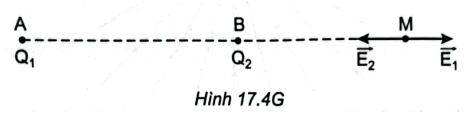 A B M
Q₁ Q₂ E⃗₂ E⃗₁
Hình 17.4G